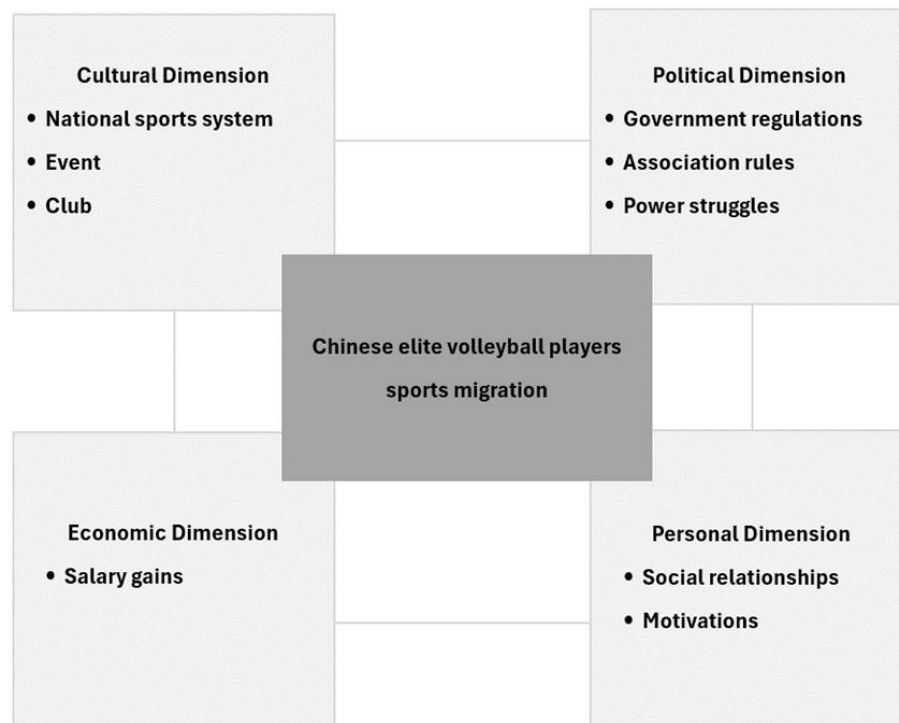 Cultural Dimension
• National sports system
• Event
• Club
Political Dimension
• Government regulations
• Association rules
• Power struggles
Chinese elite volleyball players
sports migration
Economic Dimension
• Salary gains
Personal Dimension
• Social relationships
• Motivations